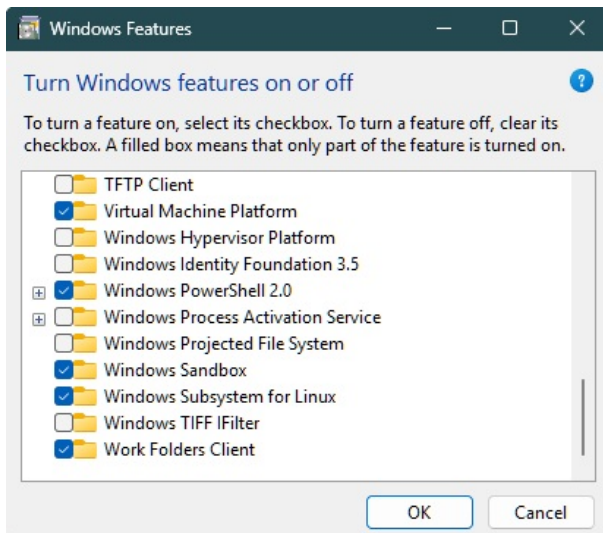 Windows Features
Turn Windows features on or off
?
To turn a feature on, select its checkbox. To turn a feature off, clear its
checkbox. A filled box means that only part of the feature is turned on.
TFTP Client
Virtual Machine Platform
Windows Hypervisor Platform
Windows Identity Foundation 3.5
Windows PowerShell 2.0
Windows Process Activation Service
Windows Projected File System
Windows Sandbox
Windows Subsystem for Linux
Windows TIFF IFilter
Work Folders Client
OK Cancel